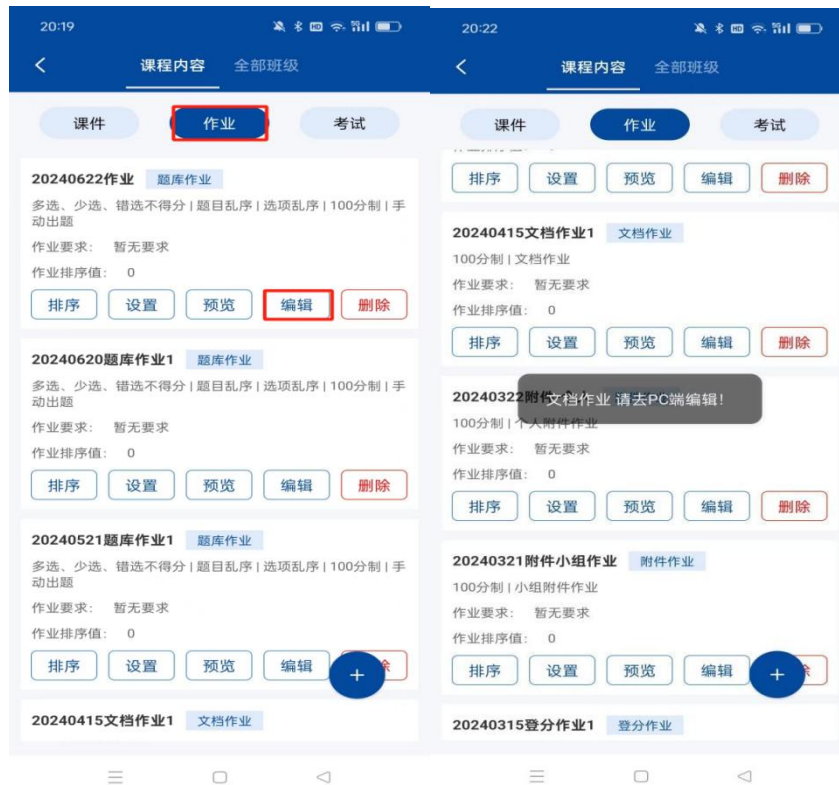 20:19
课程内容 全部班级
课件 作业 考试
20240622作业 题库作业
多选、少选、错选不得分 | 题目乱序 | 选项乱序 | 100分制 | 手
动出题
作业要求: 暂无要求
作业排序值: 0
排序 设置 预览 编辑 删除
20240620题库作业1 题库作业
多选、少选、错选不得分 | 题目乱序 | 选项乱序 | 100分制 | 手
动出题
作业要求: 暂无要求
作业排序值: 0
排序 设置 预览 编辑 删除
20240521题库作业1 题库作业
多选、少选、错选不得分 | 题目乱序 | 选项乱序 | 100分制 | 手
动出题
作业要求: 暂无要求
作业排序值: 0
排序 设置 预览 编辑 +
20240415文档作业1 文档作业
20:22
课程内容 全部班级
课件 作业 考试
排序 设置 预览 编辑 删除
20240415文档作业1 文档作业
100分制 | 文档作业
作业要求: 暂无要求
作业排序值: 0
排序 设置 预览 编辑 删除
20240322附件
文档作业 请去PC端编辑!
100分制 | 个人附件作业
作业要求: 暂无要求
作业排序值: 0
排序 设置 预览 编辑 删除
20240321附件小组作业 附件作业
100分制 | 小组附件作业
作业要求: 暂无要求
作业排序值: 0
排序 设置 预览 编辑 +
20240315登分作业1 登分作业